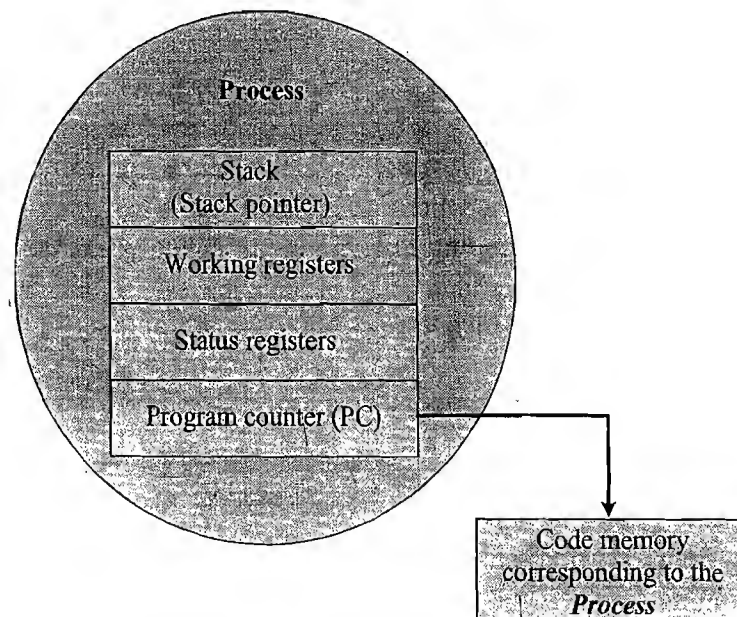 Process
Stack
(Stack pointer)
Working registers
Status registers
Program counter (PC)
Code memory
corresponding to the
Process